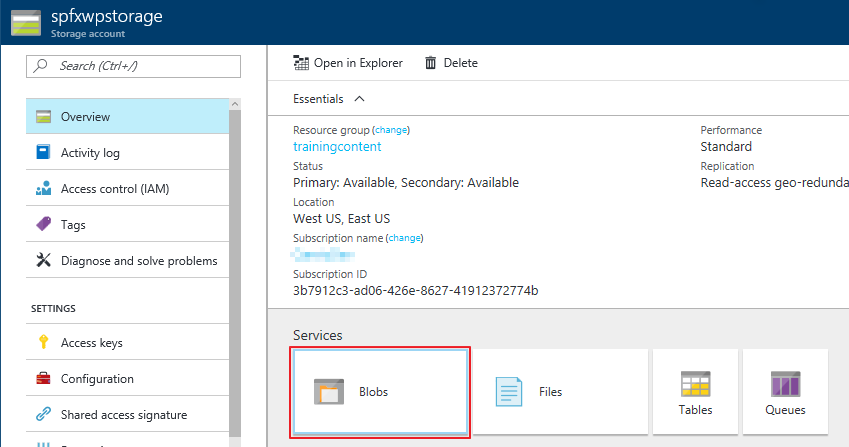 spfxwpstorage
Storage account
Search (Ctrl+/)
Overview
Activity log
Access control (IAM)
Tags
Diagnose and solve problems
SETTINGS
Access keys
Configuration
Shared access signature
Open in Explorer Delete
Essentials
Resource group (change)
trainingcontent
Status
Primary: Available, Secondary: Available
Location
West US, East US
Subscription name (change)
Subscription ID
3b7912c3-ad06-426e-8627-41912372774b
Performance
Standard
Replication
Read-access geo-redunda
Services
Blobs
Files
Tables
Queues